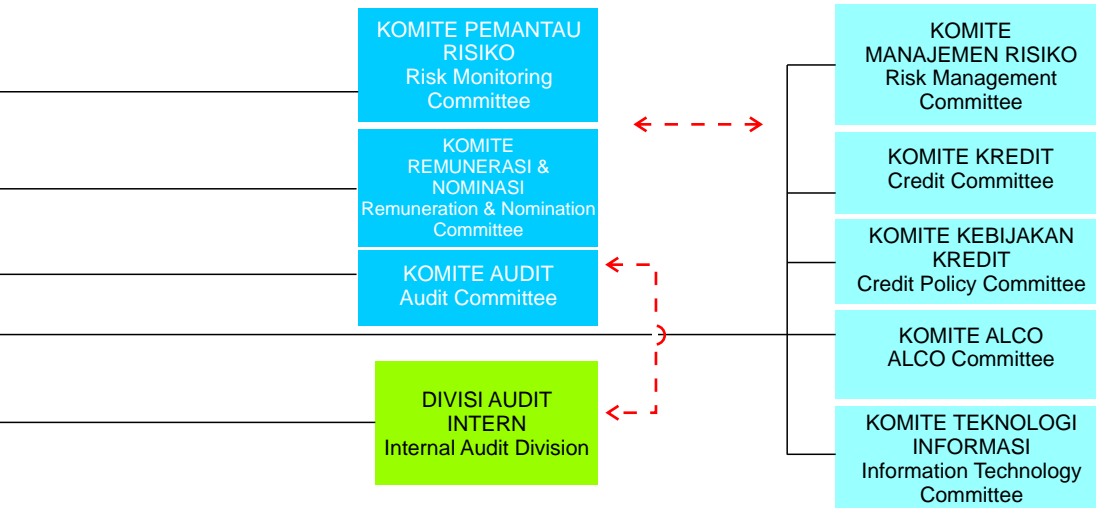 KOMITE PEMANTAU
RISIKO
Risk Monitoring
Committee
KOMITE
REMUNERASI &
NOMINASI
Remuneration & Nomination
Committee
KOMITE AUDIT
Audit Committee
DIVISI AUDIT
INTERN
Internal Audit Division
KOMITE
MANAJEMEN RISIKO
Risk Management
Committee
KOMITE KREDIT
Credit Committee
KOMITE KEBIJAKAN
KREDIT
Credit Policy Committee
KOMITE ALCO
ALCO Committee
KOMITE TEKNOLOGI
INFORMASI
Information Technology
Committee